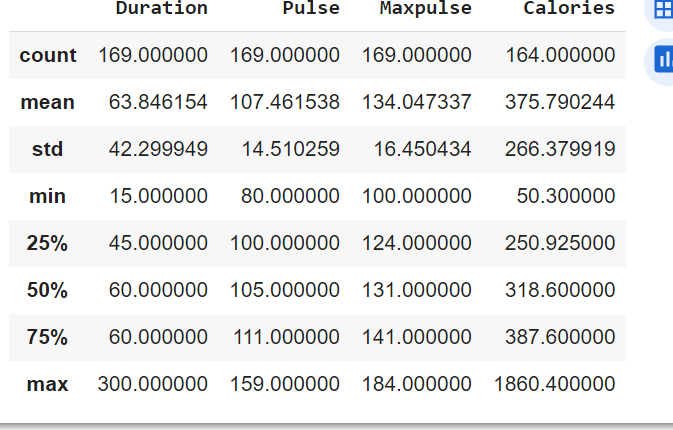 Duration Pulse Maxpulse Calories
count 169.000000 169.000000 169.000000 164.000000
mean 63.846154 107.461538 134.047337 375.790244
std 42.299949 14.510259 16.450434 266.379919
min 15.000000 80.000000 100.000000 50.300000
25% 45.000000 100.000000 124.000000 250.925000
50% 60.000000 105.000000 131.000000 318.600000
75% 60.000000 111.000000 141.000000 387.600000
max 300.000000 159.000000 184.000000 1860.400000